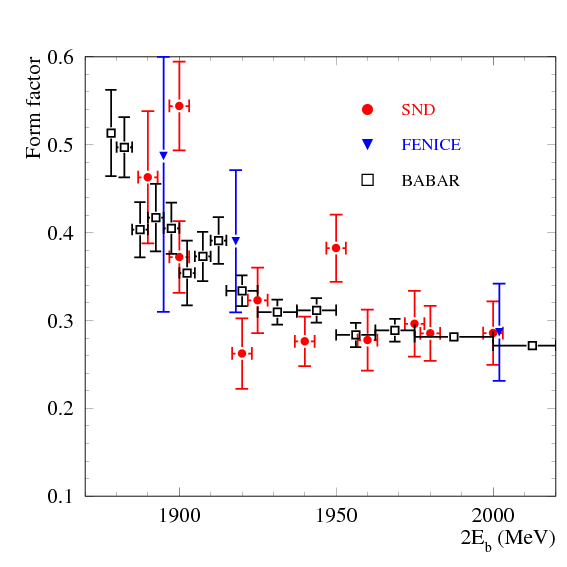 Form factor
0.6
0.5
0.4
0.3
0.2
0.1
SND
FENICE
BABAR
1900 1950 2000
2E_b (MeV)